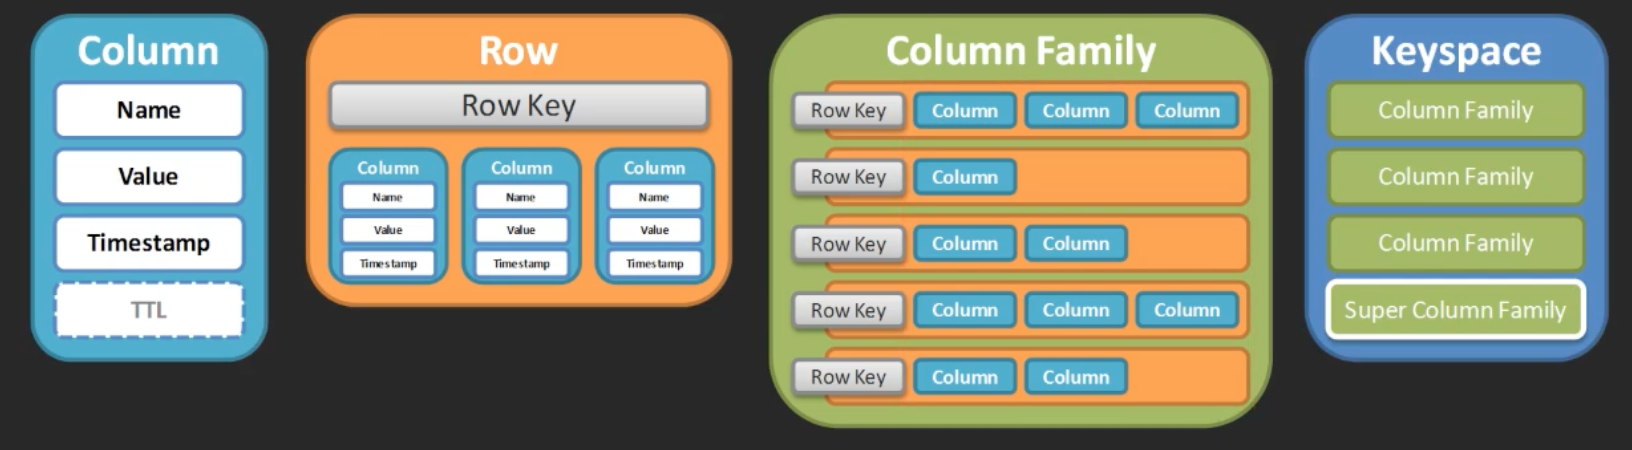 Column
Name
Value
Timestamp
TTL
Row
Row Key
Column Column Column
Name Name Name
Value Value Value
Timestamp Timestamp Timestamp
Column Family
Row Key Column Column Column
Row Key Column
Row Key Column Column
Row Key Column Column Column
Row Key Column Column
Keyspace
Column Family
Column Family
Column Family
Super Column Family